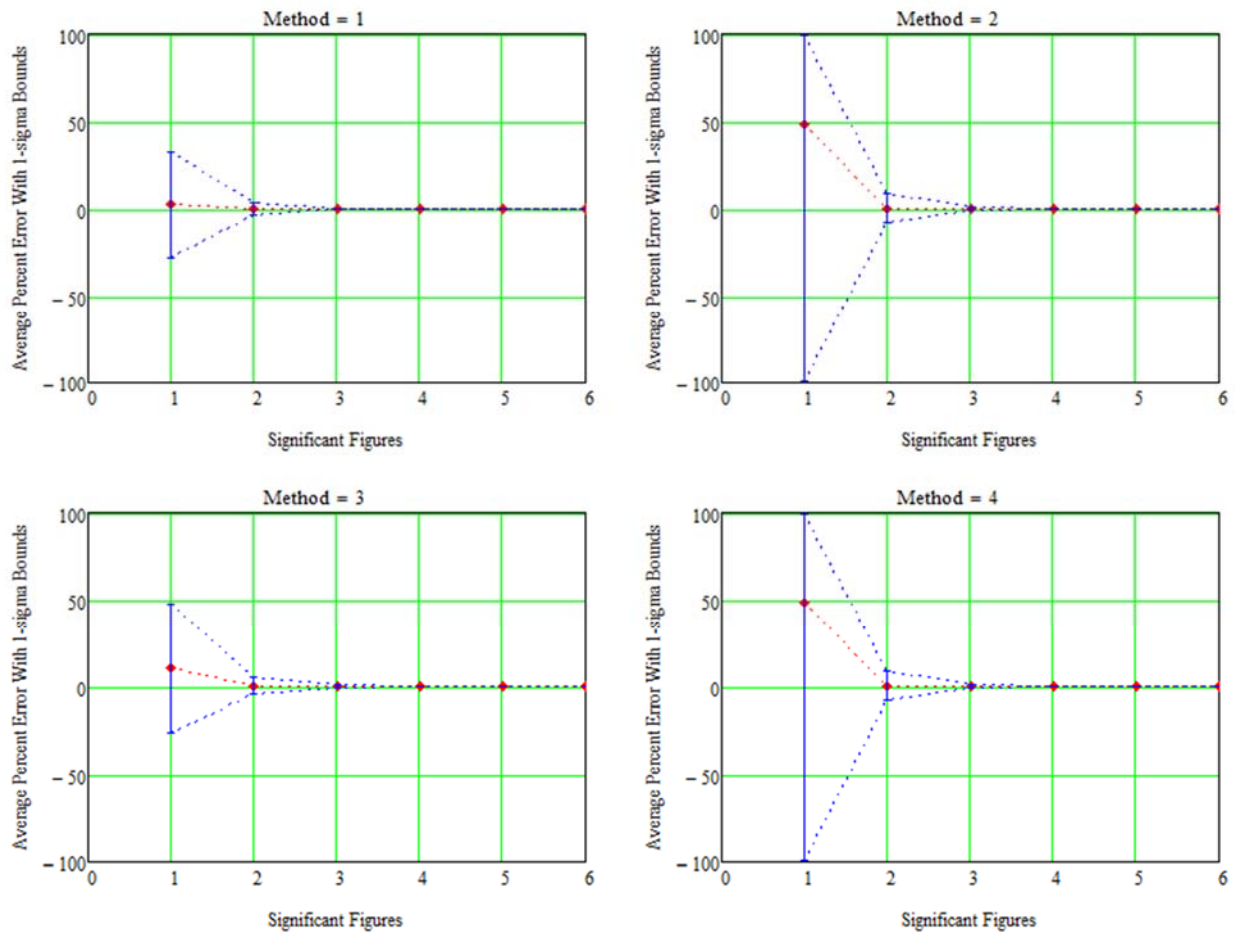 Method = 1
Average Percent Error With 1-sigma Bounds
100
50
0
− 50
− 100
0 1 2 3 4 5 6
Significant Figures
Method = 2
Average Percent Error With 1-sigma Bounds
100
50
0
− 50
− 100
0 1 2 3 4 5 6
Significant Figures
Method = 3
Average Percent Error With 1-sigma Bounds
100
50
0
− 50
− 100
0 1 2 3 4 5 6
Significant Figures
Method = 4
Average Percent Error With 1-sigma Bounds
100
50
0
− 50
− 100
0 1 2 3 4 5 6
Significant Figures